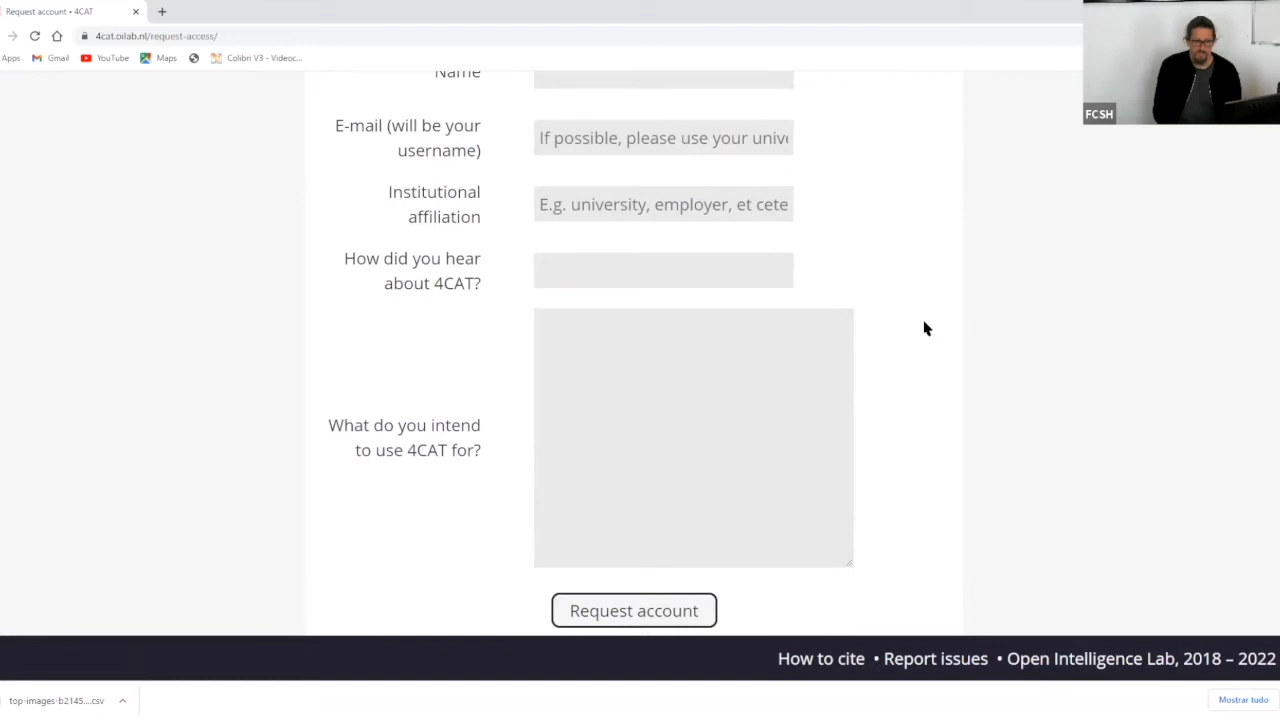 Request account • 4CAT
4cat.oilab.nl/request-access/
Apps
Gmail
YouTube
Maps
Colibri V3 - Videoc...
FCSH
Name
E-mail (will be your
username)
If possible, please use your unive
Institutional
affiliation
E.g. university, employer, et cete
How did you hear
about 4CAT?
What do you intend
to use 4CAT for?
Request account
How to cite • Report issues • Open Intelligence Lab, 2018 – 2022
top-images-b2145....csv
Mostrar tudo